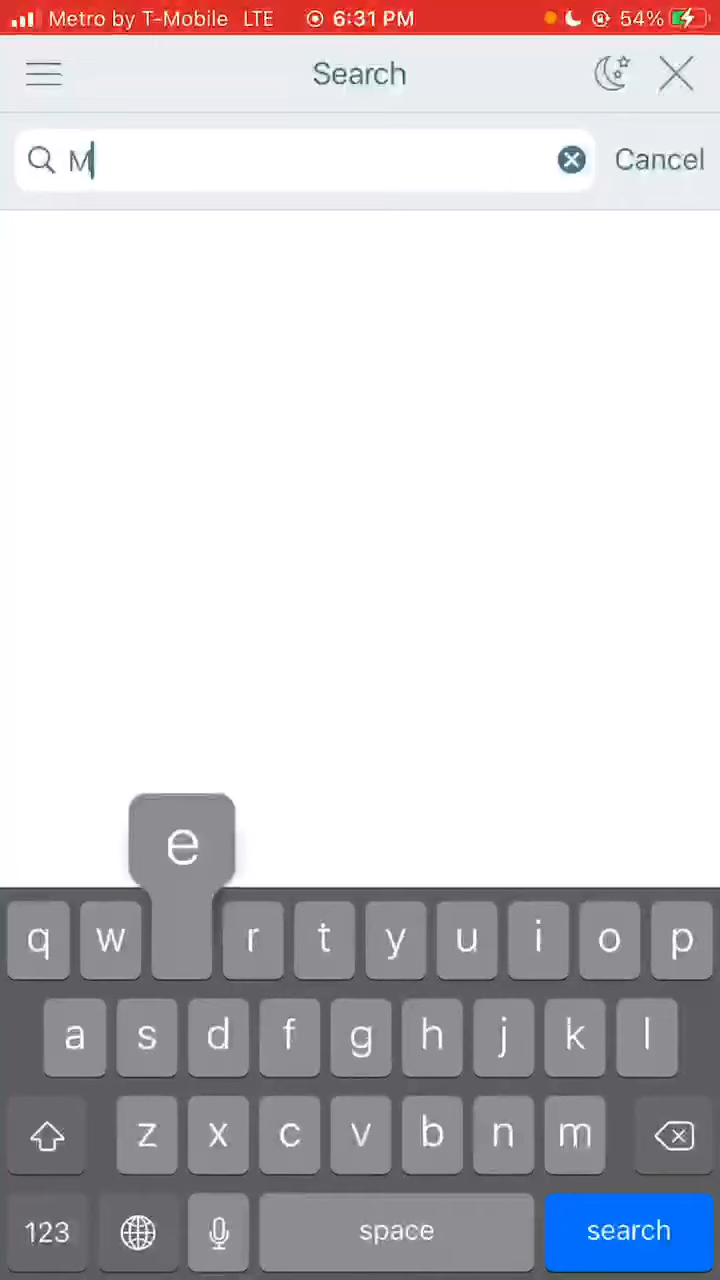 Metro by T-Mobile LTE 6:31 PM 54%
Search
M Cancel
e
q w r t y u i o p
a s d f g h j k l
z x c v b n m
123 space search